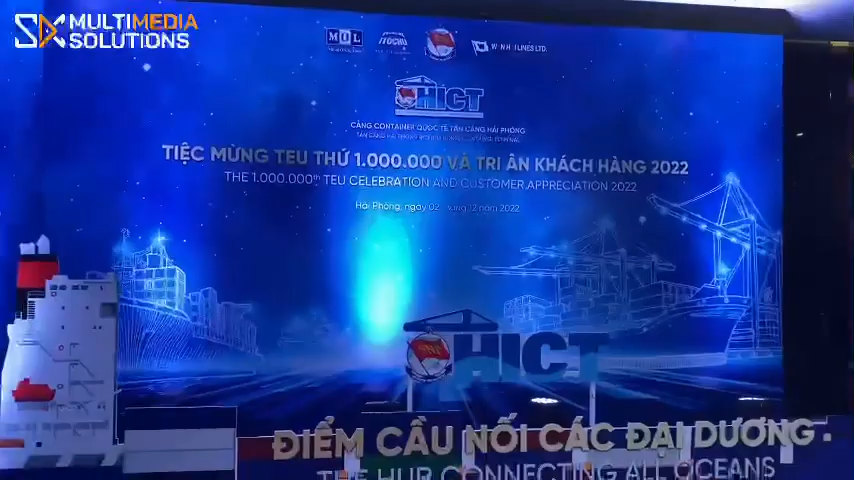 MULTIMEDIA
SOLUTIONS
MOL
ITOCHU
LINES LTD.
HICT
CẢNG CONTAINER QUỐC TẾ TÂN CẢNG HẢI PHÒNG
TIỆC MỪNG TEU THỨ 1.000.000 VÀ TRI ÂN KHÁCH HÀNG 2022
THE 1.000.000th TEU CELEBRATION AND CUSTOMER APPRECIATION 2022
Hải Phòng, ngày 02 tháng 12 năm 2022
HICT
ĐIỂM CẦU NỐI CÁC ĐẠI DƯƠNG.
THE HUB CONNECTING ALL OCEANS